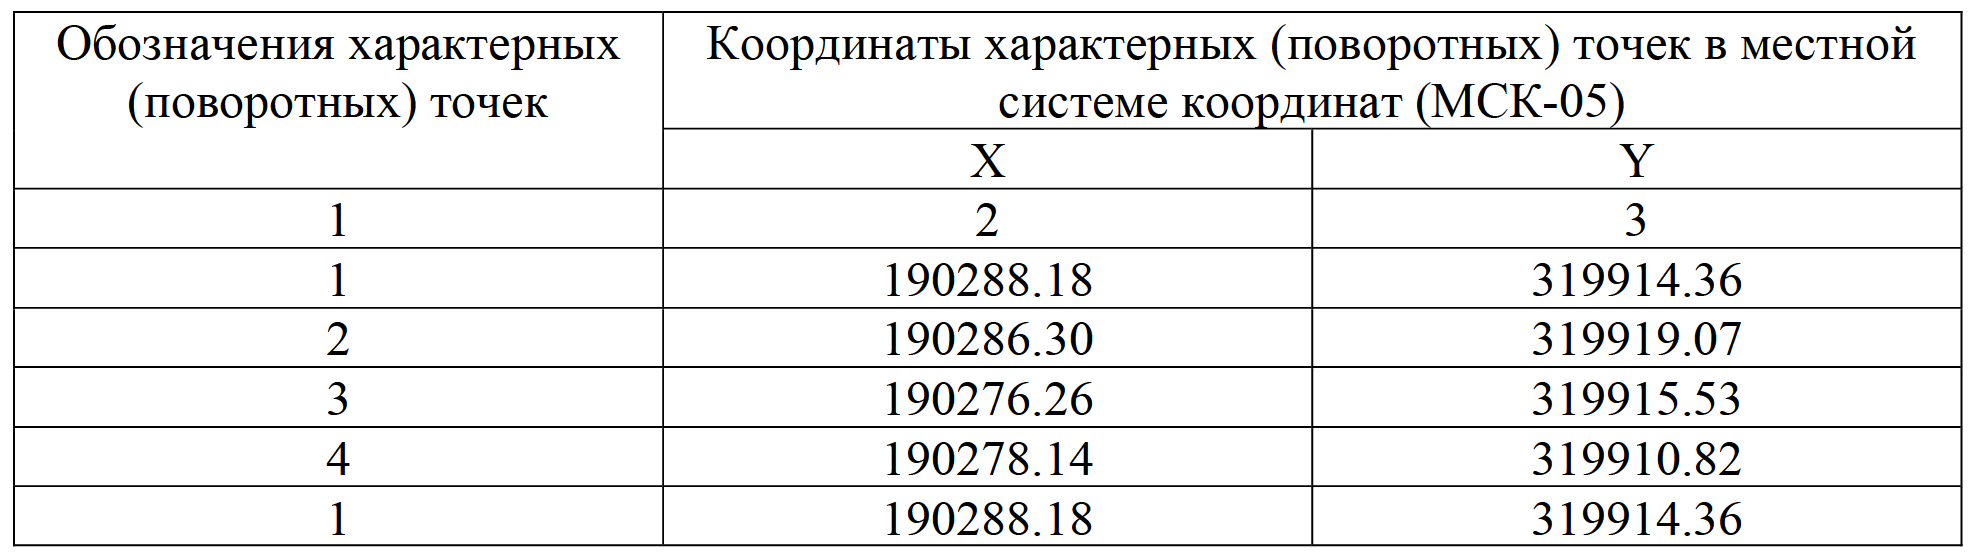 Обозначения характерных
(поворотных) точек
Координаты характерных (поворотных) точек в местной
системе координат (МСК-05)
X Y
1 2 3
1 190288.18 319914.36
2 190286.30 319919.07
3 190276.26 319915.53
4 190278.14 319910.82
1 190288.18 319914.36